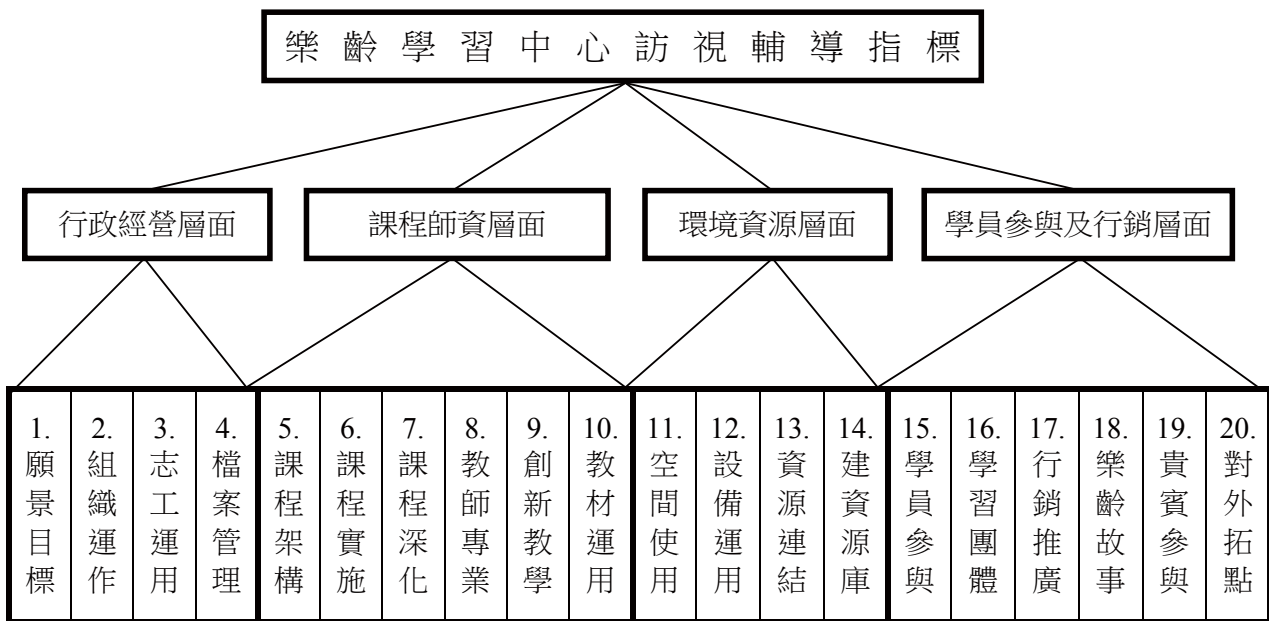 樂齡學習中心訪視輔導指標
行政經營層面
課程師資層面
環境資源層面
學員參與及行銷層面
1.願景目標
2.組織運作
3.志工運用
4.檔案管理
5.課程架構
6.課程實施
7.課程深化
8.教師專業
9.創新教學
10.教材運用
11.空間使用
12.設備運用
13.資源連結
14.建資源庫
15.學員參與
16.學習團體
17.行銷推廣
18.樂齡故事
19.貴賓參與
20.對外拓點